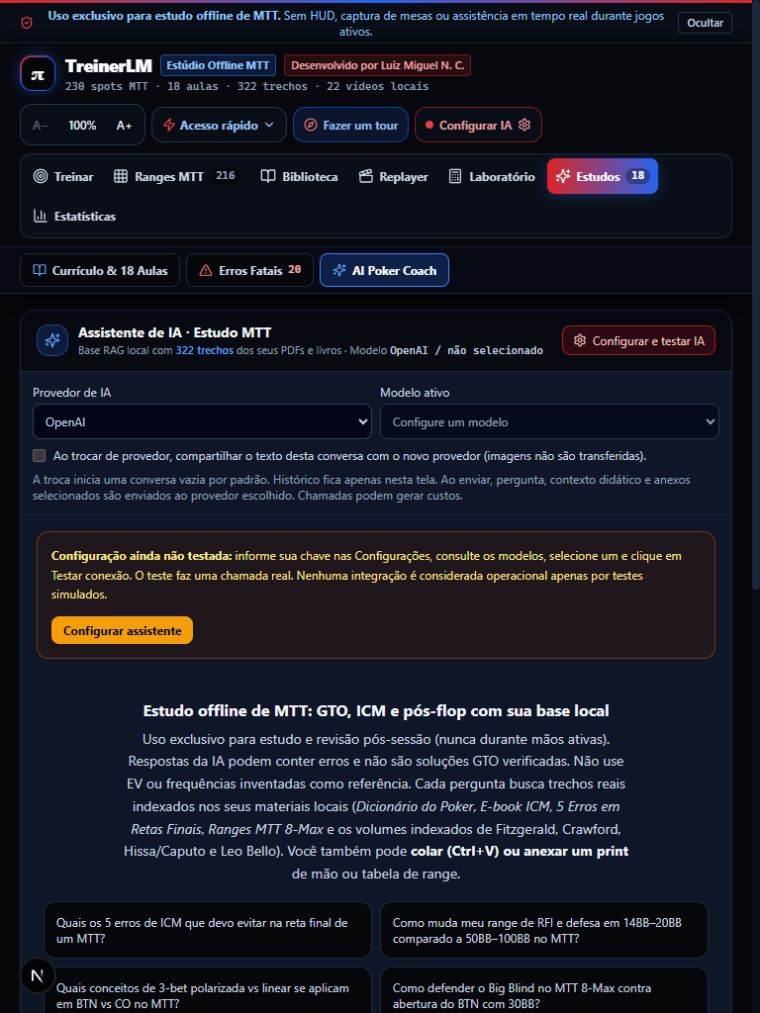 Uso exclusivo para estudo offline de MTT. Sem HUD, captura de mesas ou assistência em tempo real durante jogos
ativos.
Ocultar
π
TreinerLM
Estúdio Offline MTT
Desenvolvido por Luiz Miguel N. C.
230 spots MTT · 18 aulas · 322 trechos · 22 vídeos locais
A−
100%
A+
Acesso rápido
Fazer um tour
Configurar IA
Treinar
Ranges MTT 216
Biblioteca
Replayer
Laboratório
Estudos 18
Estatísticas
Currículo & 18 Aulas
Erros Fatais 20
AI Poker Coach
Assistente de IA · Estudo MTT
Base RAG local com 322 trechos dos seus PDFs e livros · Modelo OpenAI / não selecionado
Configurar e testar IA
Provedor de IA
Modelo ativo
OpenAI
Configure um modelo
Ao trocar de provedor, compartilhar o texto desta conversa com o novo provedor (imagens não são transferidas).
A troca inicia uma conversa vazia por padrão. Histórico fica apenas nesta tela. Ao enviar, pergunta, contexto didático e anexos
selecionados são enviados ao provedor escolhido. Chamadas podem gerar custos.
Configuração ainda não testada: informe sua chave nas Configurações, consulte os modelos, selecione um e clique em
Testar conexão. O teste faz uma chamada real. Nenhuma integração é considerada operacional apenas por testes
simulados.
Configurar assistente
Estudo offline de MTT: GTO, ICM e pós-flop com sua base local
Uso exclusivo para estudo e revisão pós-sessão (nunca durante mãos ativas).
Respostas da IA podem conter erros e não são soluções GTO verificadas. Não use
EV ou frequências inventadas como referência. Cada pergunta busca trechos reais
indexados nos seus materiais locais (Dicionário do Poker, E-book ICM, 5 Erros em
Retas Finais, Ranges MTT 8-Max e os volumes indexados de Fitzgerald, Crawford,
Hissa/Caputo e Leo Bello). Você também pode colar (Ctrl+V) ou anexar um print
de mão ou tabela de range.
Quais os 5 erros de ICM que devo evitar na reta final de
um MTT?
Como muda meu range de RFI e defesa em 14BB–20BB
comparado a 50BB–100BB no MTT?
N
Quais conceitos de 3-bet polarizada vs linear se aplicam
em BTN vs CO no MTT?
Como defender o Big Blind no MTT 8-Max contra
abertura do BTN com 30BB?